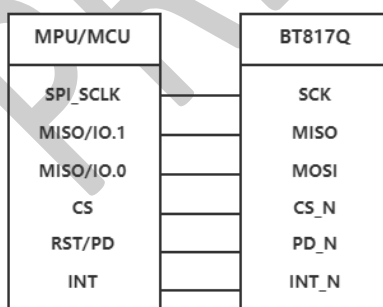 MPU/MCU BT817Q
SPI_SCLK SCK
MISO/IO.1 MISO
MISO/IO.0 MOSI
CS CS_N
RST/PD PD_N
INT INT_N